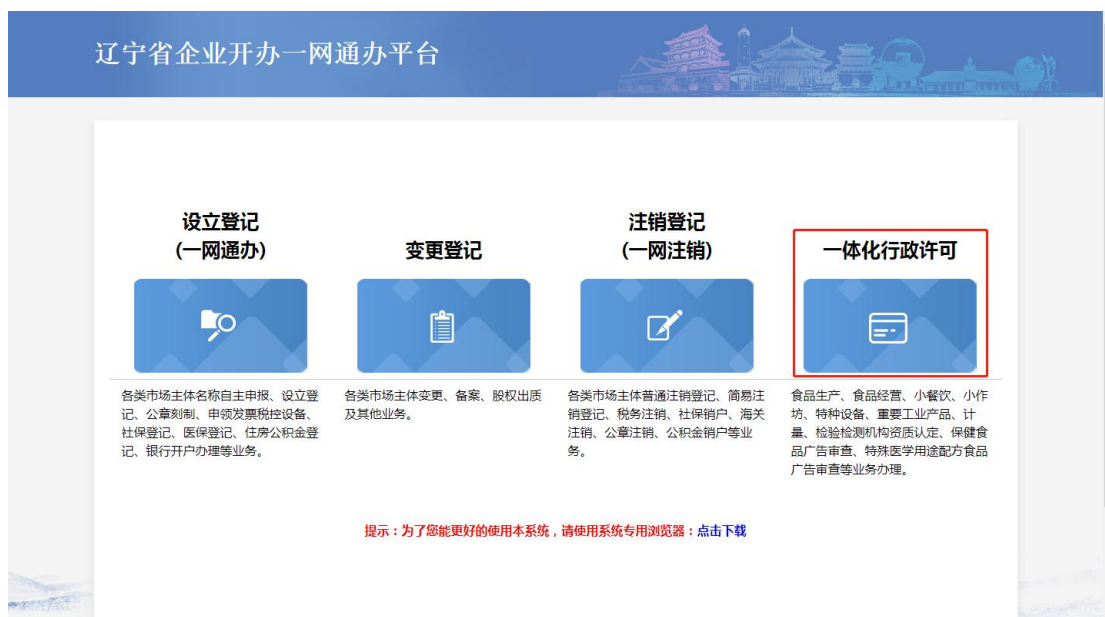 辽宁省企业开办一网通办平台
设立登记
(一网通办)
变更登记
注销登记
(一网注销)
一体化行政许可
各类市场主体名称自主申报、设立登
记、公章刻制、申领发票税控设备、
社保登记、医保登记、住房公积金登
记、银行开户办理等业务。
各类市场主体变更、备案、股权出质
及其他业务。
各类市场主体普通注销登记、简易注
销登记、税务注销、社保销户、海关
注销、公章注销、公积金销户等业
务。
食品生产、食品经营、小餐饮、小作
坊、特种设备、重要工业产品、计
量、检验检测机构资质认定、保健食
品广告审查、特殊医学用途配方食品
广告审查等业务办理。
提示：为了您能更好的使用本系统，请使用系统专用浏览器：点击下载